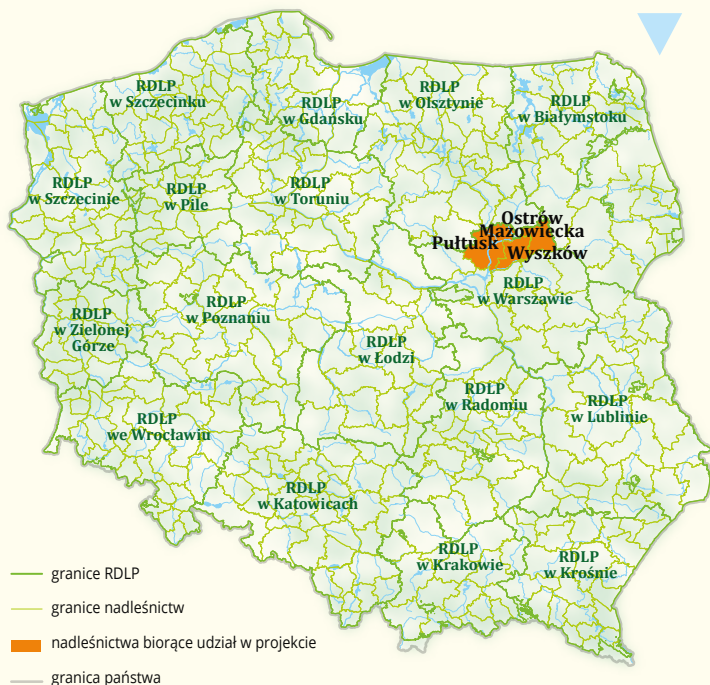 RDLP
w Szczecinku
RDLP
w Gdańsku
RDLP
w Olsztynie
RDLP
w Białymstoku
RDLP
w Szczecinie
RDLP
w Pile
RDLP
w Toruniu
Ostrów
Mazowiecka
Pułtusk
Wyszków
RDLP
w Warszawie
RDLP
w Zielonej
Górze
RDLP
w Poznaniu
RDLP
w Łodzi
RDLP
w Radomiu
RDLP
w Lublinie
RDLP
we Wrocławiu
RDLP
w Katowicach
RDLP
w Krakowie
RDLP
w Krośnie
granice RDLP
granice nadleśnictw
nadleśnictwa biorące udział w projekcie
granica państwa